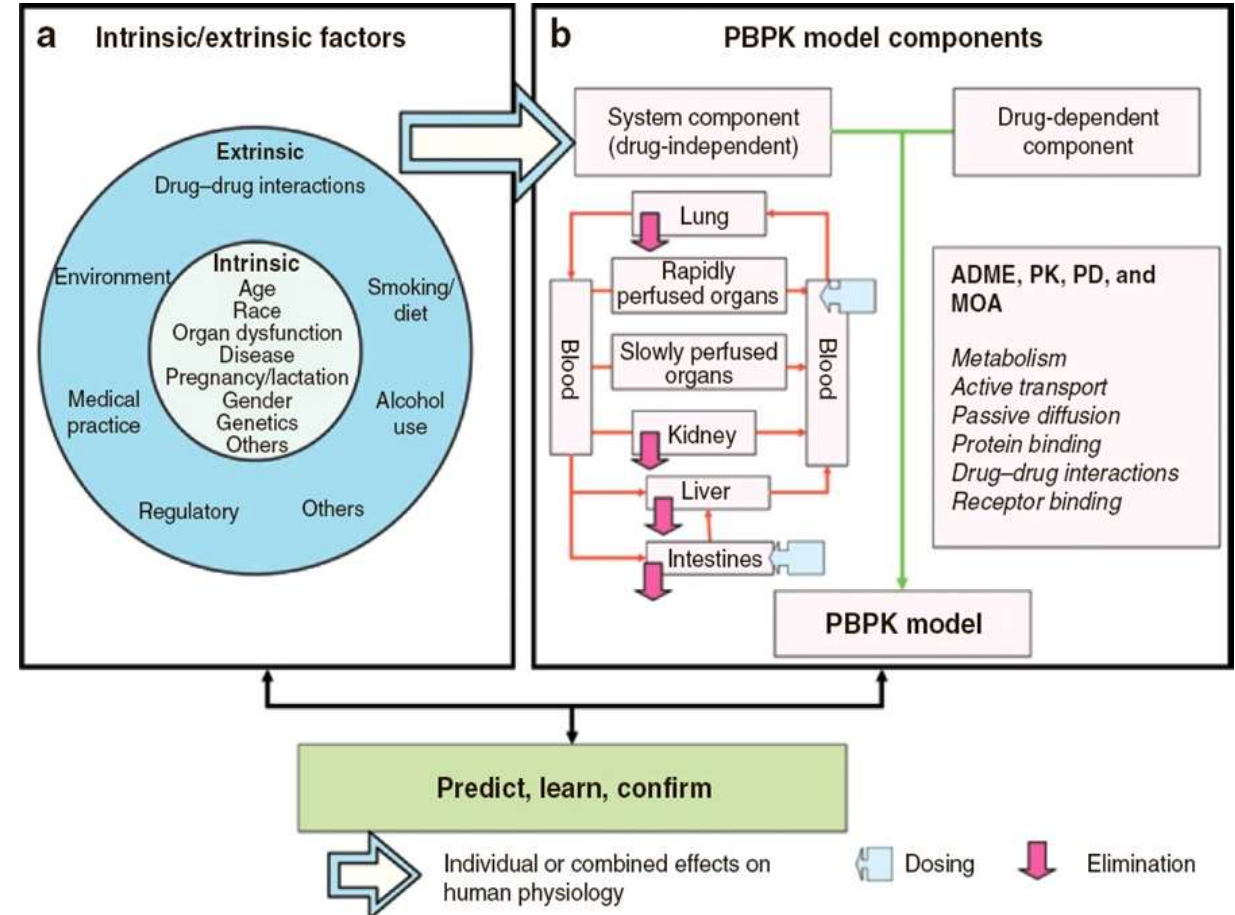 a Intrinsic/extrinsic factors
Extrinsic
Drug–drug interactions
Environment
Smoking/
diet
Medical
practice
Alcohol
use
Regulatory
Others
Intrinsic
Age
Race
Organ dysfunction
Disease
Pregnancy/lactation
Gender
Genetics
Others
b PBPK model components
System component
(drug-independent)
Drug-dependent
component
Lung
Rapidly
perfused organs
Slowly perfused
organs
Kidney
Liver
Intestines
Blood
Blood
ADME, PK, PD, and
MOA
Metabolism
Active transport
Passive diffusion
Protein binding
Drug–drug interactions
Receptor binding
PBPK model
Predict, learn, confirm
Individual or combined effects on
human physiology
Dosing
Elimination